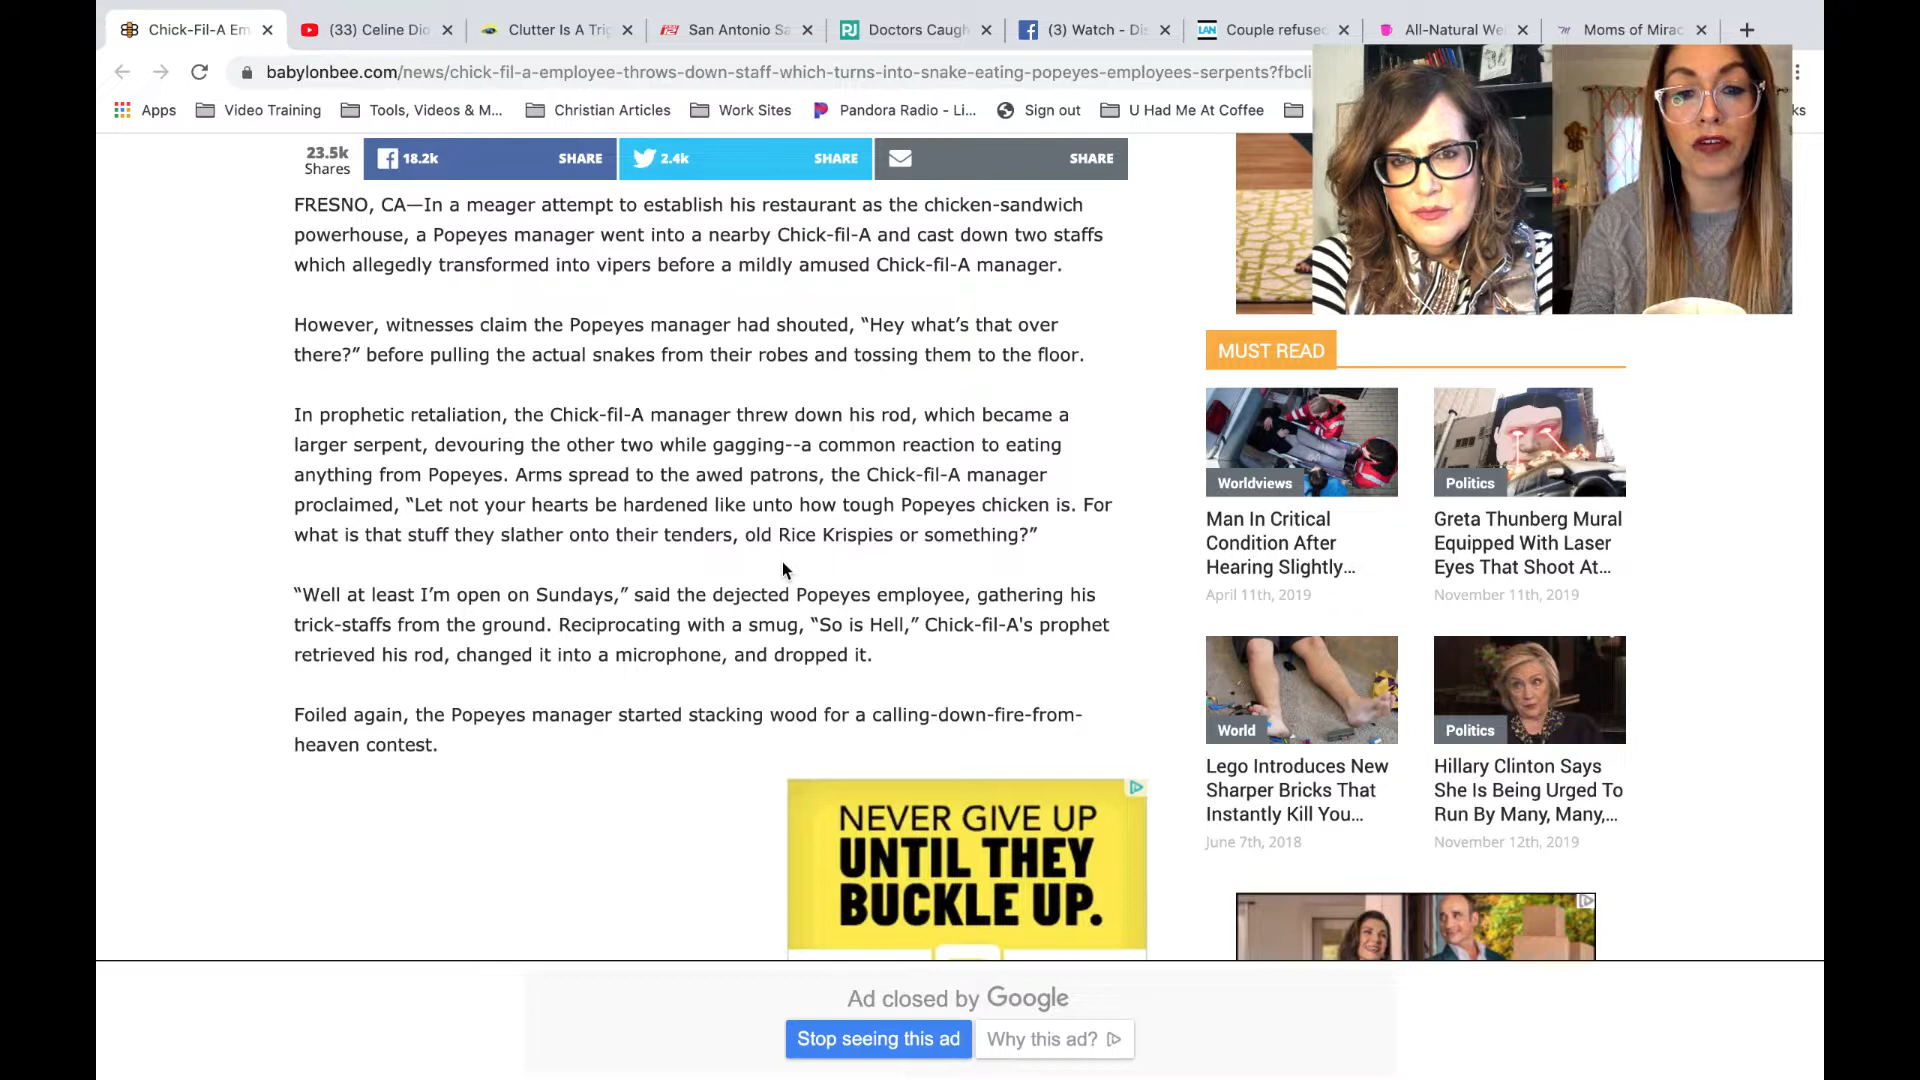 Chick-Fil-A Em
(33) Celine Dio
Clutter Is A Trig
San Antonio Sa
Doctors Caugh
(3) Watch - Dis
Couple refused
All-Natural We
Moms of Mirac
babylonbee.com/news/chick-fil-a-employee-throws-down-staff-which-turns-into-snake-eating-popeyes-employees-serpents?fbcli
Apps
Video Training
Tools, Videos & M...
Christian Articles
Work Sites
Pandora Radio - Li...
Sign out
U Had Me At Coffee
ks
23.5k
Shares
18.2k SHARE
2.4k SHARE
SHARE
FRESNO, CA—In a meager attempt to establish his restaurant as the chicken-sandwich
powerhouse, a Popeyes manager went into a nearby Chick-fil-A and cast down two staffs
which allegedly transformed into vipers before a mildly amused Chick-fil-A manager.
However, witnesses claim the Popeyes manager had shouted, “Hey what’s that over
there?” before pulling the actual snakes from their robes and tossing them to the floor.
In prophetic retaliation, the Chick-fil-A manager threw down his rod, which became a
larger serpent, devouring the other two while gagging--a common reaction to eating
anything from Popeyes. Arms spread to the awed patrons, the Chick-fil-A manager
proclaimed, “Let not your hearts be hardened like unto how tough Popeyes chicken is. For
what is that stuff they slather onto their tenders, old Rice Krispies or something?”
“Well at least I’m open on Sundays,” said the dejected Popeyes employee, gathering his
trick-staffs from the ground. Reciprocating with a smug, “So is Hell,” Chick-fil-A's prophet
retrieved his rod, changed it into a microphone, and dropped it.
Foiled again, the Popeyes manager started stacking wood for a calling-down-fire-from-
heaven contest.
NEVER GIVE UP
UNTIL THEY
BUCKLE UP.
MUST READ
Worldviews
Man In Critical
Condition After
Hearing Slightly...
April 11th, 2019
Politics
Greta Thunberg Mural
Equipped With Laser
Eyes That Shoot At...
November 11th, 2019
World
Lego Introduces New
Sharper Bricks That
Instantly Kill You...
June 7th, 2018
Politics
Hillary Clinton Says
She Is Being Urged To
Run By Many, Many,...
November 12th, 2019
Ad closed by Google
Stop seeing this ad
Why this ad?